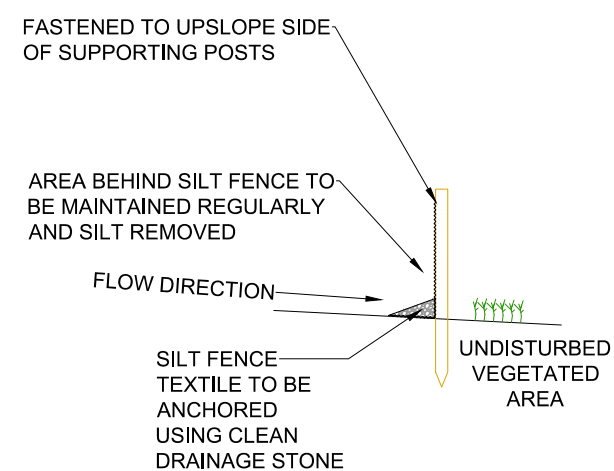 FASTENED TO UPSLOPE SIDE
OF SUPPORTING POSTS
AREA BEHIND SILT FENCE TO
BE MAINTAINED REGULARLY
AND SILT REMOVED
FLOW DIRECTION
SILT FENCE
TEXTILE TO BE
ANCHORED
USING CLEAN
DRAINAGE STONE
UNDISTURBED
VEGETATED
AREA